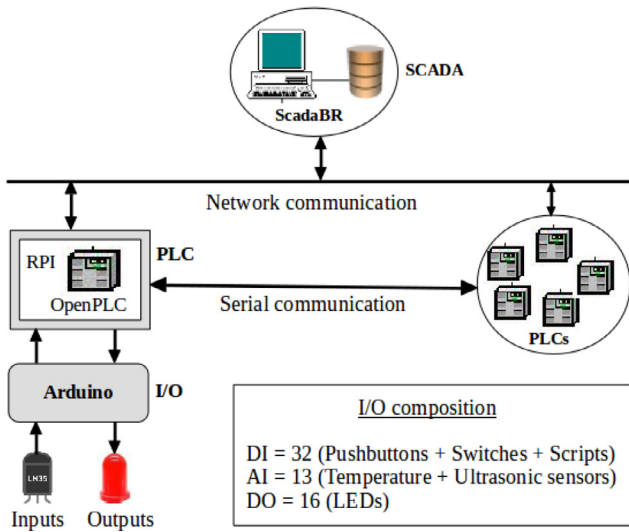 SCADA
ScadaBR
Network communication
PLC
RPI
OpenPLC
Serial communication
PLCs
Arduino
I/O
LM35
Inputs
Outputs
I/O composition
DI = 32 (Pushbuttons + Switches + Scripts)
AI = 13 (Temperature + Ultrasonic sensors)
DO = 16 (LEDs)